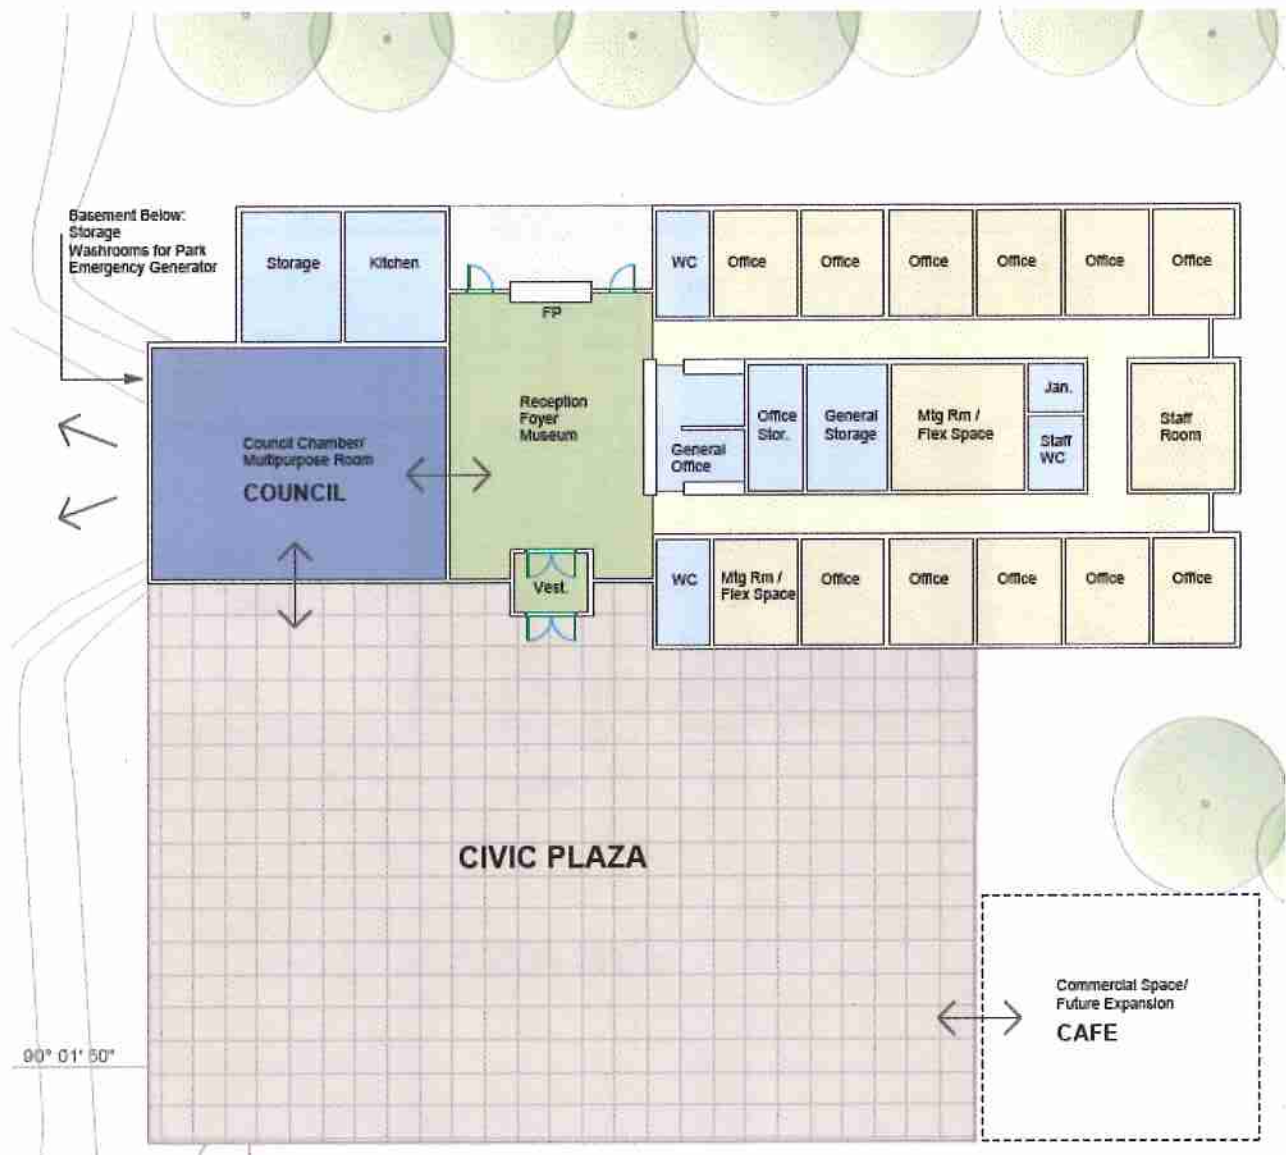 Basement Below:
Storage
Washrooms for Park
Emergency Generator
Storage
Kitchen
WC
Office
Office
Office
Office
Office
Office
FP
Reception
Foyer
Museum
Council Chamber/
Multipurpose Room
COUNCIL
General
Office
Office
Stor.
General
Storage
Mtg Rm /
Flex Space
Jan.
Staff
WC
Staff
Room
Vest.
WC
Mtg Rm /
Flex Space
Office
Office
Office
Office
Office
CIVIC PLAZA
Commercial Space/
Future Expansion
CAFE
90° 01' 50"